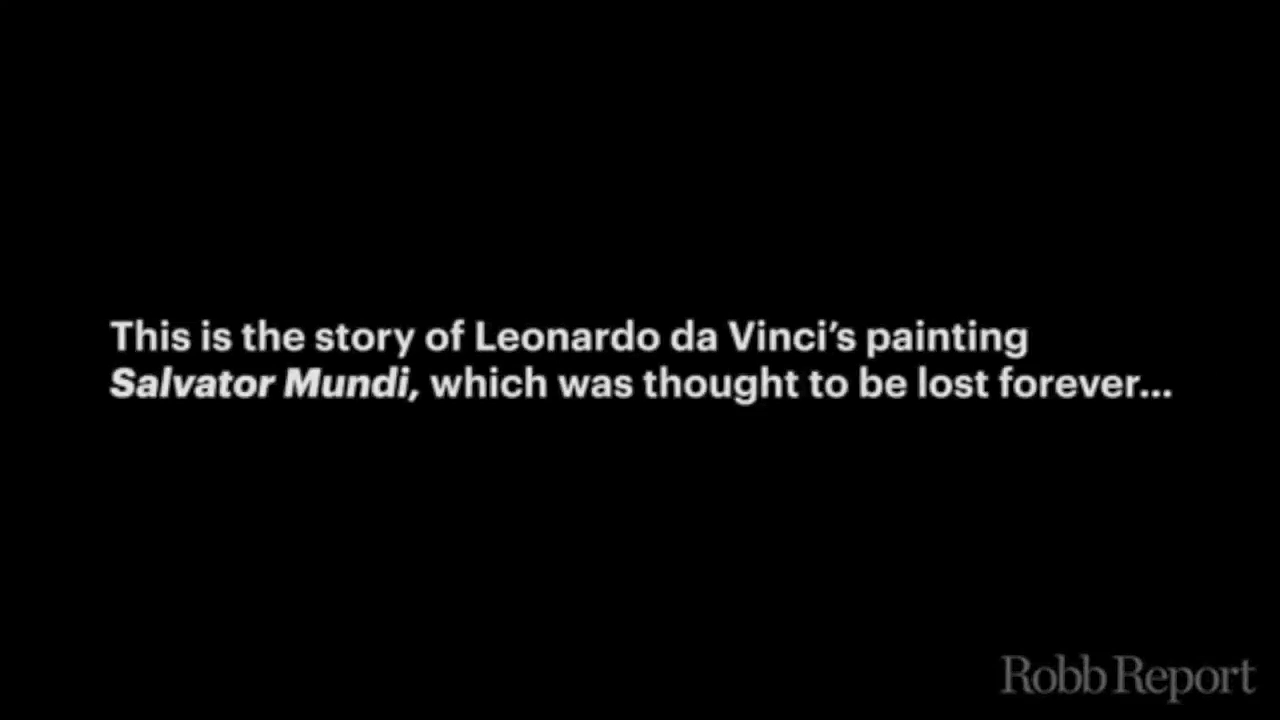 This is the story of Leonardo da Vinci’s painting
Salvator Mundi, which was thought to be lost forever...
Robb Report